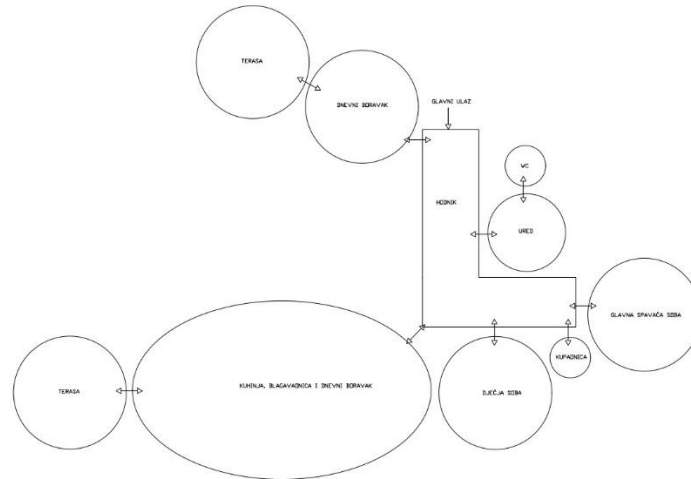 TERASA
DNEVNI BORAVAK
GLAVNI ULAZ
WC
HODNIK
URED
GLAVNA SPAVAĆA SOBA
KUPAONICA
KUHINJA, BLAGAVAONICA I DNEVNI BORAVAK
DJEČJA SOBA
TERASA